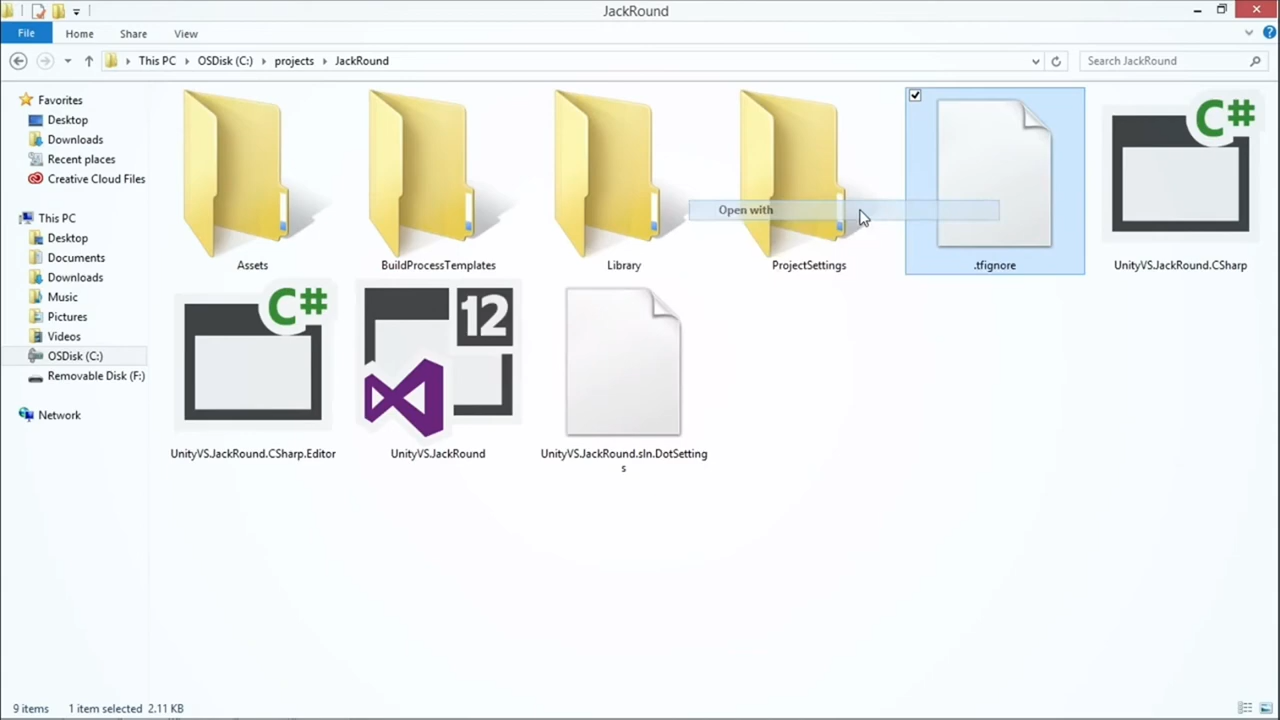 JackRound
File
Home
Share
View
This PC
OSDisk (C:)
projects
JackRound
Search JackRound
Favorites
Desktop
Downloads
Recent places
Creative Cloud Files
This PC
Desktop
Documents
Downloads
Music
Pictures
Videos
OSDisk (C:)
Removable Disk (F:)
Network
Open with
C#
Assets
BuildProcessTemplates
Library
ProjectSettings
.tfignore
UnityVS.JackRound.CSharp
C#
12
UnityVS.JackRound.CSharp.Editor
UnityVS.JackRound
UnityVS.JackRound.sln.DotSetting
s
9 items
1 item selected 2.11 KB